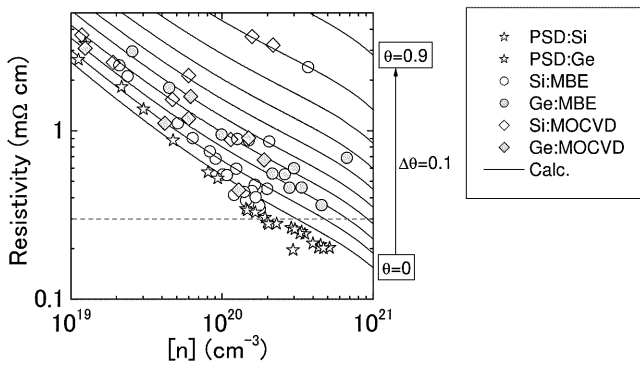 Resistivity (mΩ cm)
1
0.1
10^19
10^20
10^21
[n] (cm^-3)
θ=0.9
Δθ=0.1
θ=0
PSD:Si
PSD:Ge
Si:MBE
Ge:MBE
Si:MOCVD
Ge:MOCVD
Calc.